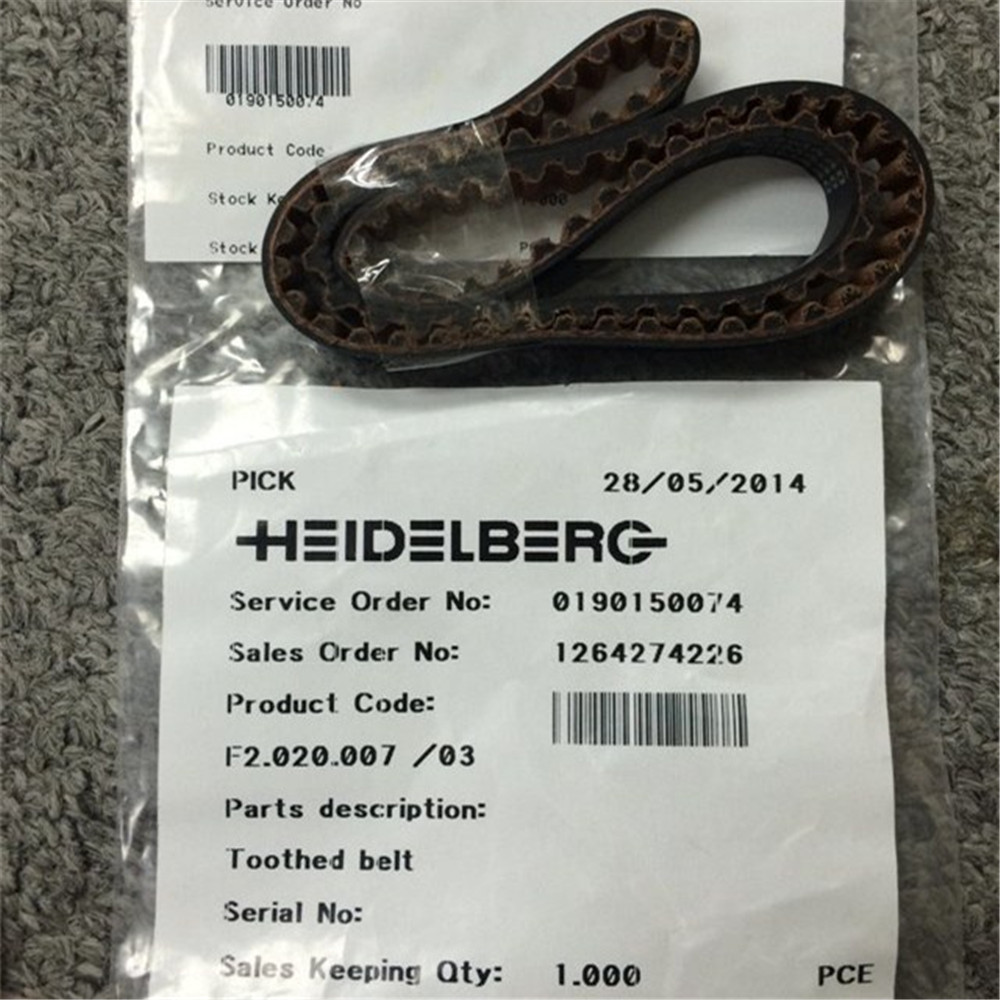 Service Order No
0190150074
Product Code
Stock
Stock
PICK 28/05/2014
HEIDELBERG
Service Order No: 0190150074
Sales Order No: 1264274226
Product Code:
F2.020.007 /03
Parts description:
Toothed belt
Serial No:
Sales Keeping Qty: 1.000 PCE